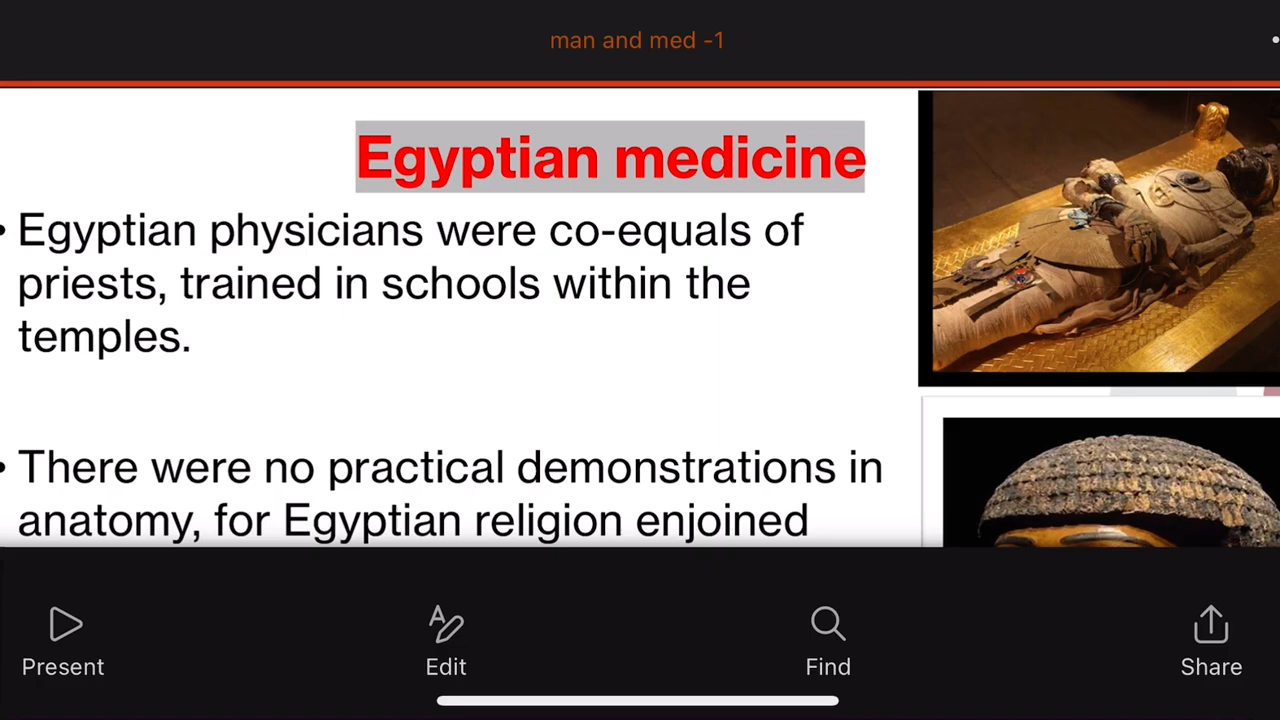 man and med -1
Egyptian medicine
• Egyptian physicians were co-equals of
priests, trained in schools within the
temples.
• There were no practical demonstrations in
anatomy, for Egyptian religion enjoined
Present
Edit
Find
Share